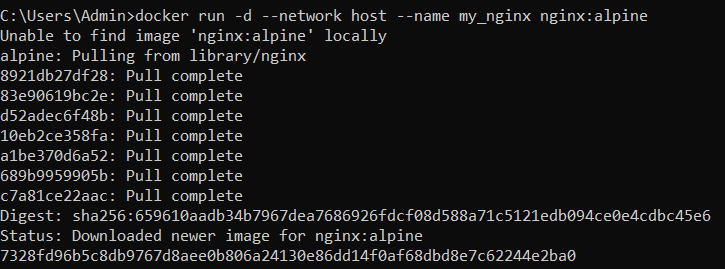 C:\Users\Admin>docker run -d --network host --name my_nginx nginx:alpine
Unable to find image 'nginx:alpine' locally
alpine: Pulling from library/nginx
8921db27df28: Pull complete
83e90619bc2e: Pull complete
d52adec6f48b: Pull complete
10eb2ce358fa: Pull complete
a1be370d6a52: Pull complete
689b9959905b: Pull complete
c7a81ce22aac: Pull complete
Digest: sha256:659610aadb34b7967dea7686926fdcf08d588a71c5121edb094ce0e4cdbc45e6
Status: Downloaded newer image for nginx:alpine
7328fd96b5c8db9767d8aee0b806a24130e86dd14f0af68dbd8e7c62244e2ba0